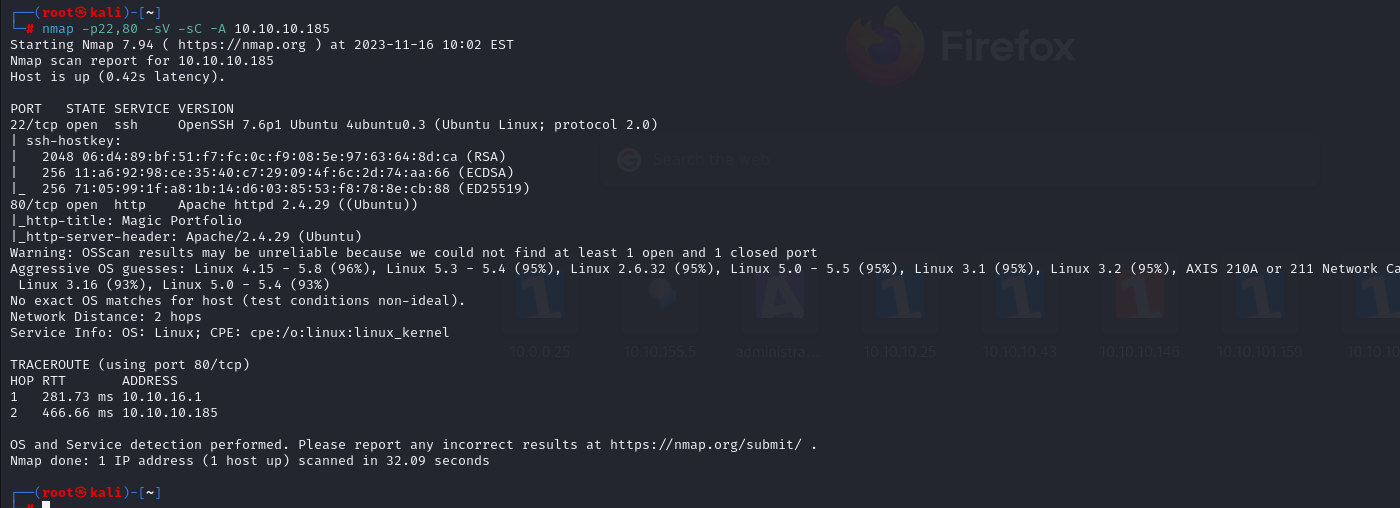 ┌──(root㉿kali)-[~]
└─# nmap -p22,80 -sV -sC -A 10.10.10.185
Starting Nmap 7.94 ( https://nmap.org ) at 2023-11-16 10:02 EST
Nmap scan report for 10.10.10.185
Host is up (0.42s latency).
Firefox
PORT   STATE SERVICE VERSION
22/tcp open  ssh     OpenSSH 7.6p1 Ubuntu 4ubuntu0.3 (Ubuntu Linux; protocol 2.0)
| ssh-hostkey:
|   2048 06:d4:89:bf:51:f7:fc:0c:f9:08:5e:97:63:64:8d:ca (RSA)
|   256 11:a6:92:98:ce:35:40:c7:29:09:4f:6c:2d:74:aa:66 (ECDSA)
Search the web
|_  256 71:05:99:1f:a8:1b:14:d6:03:85:53:f8:78:8e:cb:88 (ED25519)
80/tcp open  http    Apache httpd 2.4.29 ((Ubuntu))
|_http-title: Magic Portfolio
|_http-server-header: Apache/2.4.29 (Ubuntu)
Warning: OSScan results may be unreliable because we could not find at least 1 open and 1 closed port
Aggressive OS guesses: Linux 4.15 - 5.8 (96%), Linux 5.3 - 5.4 (95%), Linux 2.6.32 (95%), Linux 5.0 - 5.5 (95%), Linux 3.1 (95%), Linux 3.2 (95%), AXIS 210A or 211 Network Ca
Linux 3.16 (93%), Linux 5.0 - 5.4 (93%)
No exact OS matches for host (test conditions non-ideal).
1 A 1 1 1 1 1
Network Distance: 2 hops
Service Info: OS: Linux; CPE: cpe:/o:linux:linux_kernel
10.0.0.25 10.10.155.5 administra... 10.10.10.25 10.10.10.43 10.10.10.146 10.10.101.159 10.10.10
TRACEROUTE (using port 80/tcp)
HOP RTT       ADDRESS
1   281.73 ms 10.10.16.1
2   466.66 ms 10.10.10.185
OS and Service detection performed. Please report any incorrect results at https://nmap.org/submit/ .
Nmap done: 1 IP address (1 host up) scanned in 32.09 seconds
┌──(root㉿kali)-[~]
└─#